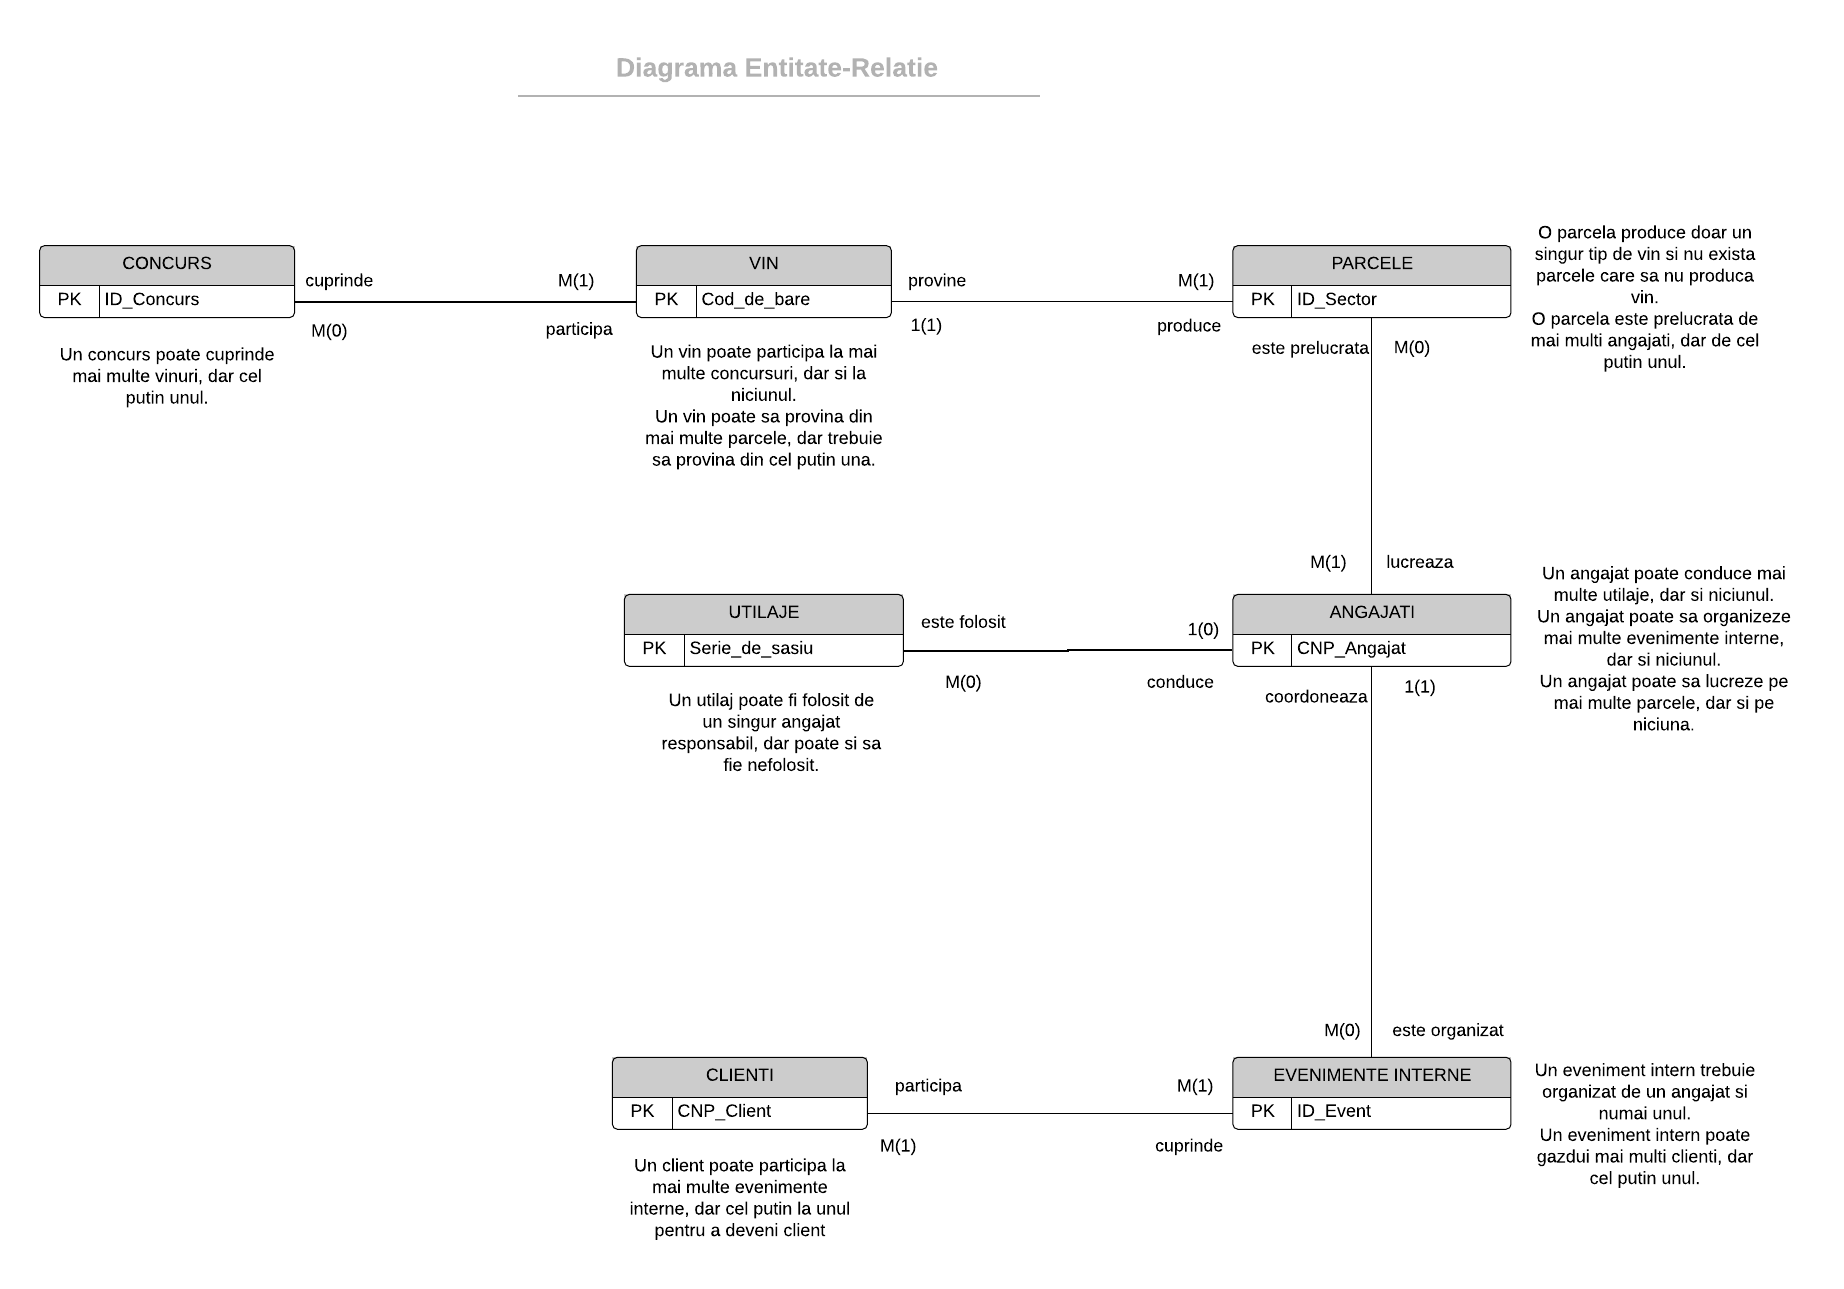 Diagrama Entitate-Relatie
CONCURS
PK ID_Concurs
cuprinde
M(1)
M(0)
participa
Un concurs poate cuprinde
mai multe vinuri, dar cel
putin unul.
VIN
PK Cod_de_bare
provine
M(1)
1(1)
produce
Un vin poate participa la mai
multe concursuri, dar si la
niciunul.
Un vin poate sa provina din
mai multe parcele, dar trebuie
sa provina din cel putin una.
PARCELE
PK ID_Sector
este prelucrata
M(0)
O parcela produce doar un
singur tip de vin si nu exista
parcele care sa nu produca
vin.
O parcela este prelucrata de
mai multi angajati, dar de cel
putin unul.
M(1)
lucreaza
UTILAJE
PK Serie_de_sasiu
este folosit
1(0)
M(0)
conduce
Un utilaj poate fi folosit de
un singur angajat
responsabil, dar poate si sa
fie nefolosit.
ANGAJATI
PK CNP_Angajat
coordoneaza
1(1)
Un angajat poate conduce mai
multe utilaje, dar si niciunul.
Un angajat poate sa organizeze
mai multe evenimente interne,
dar si niciunul.
Un angajat poate sa lucreze pe
mai multe parcele, dar si pe
niciuna.
M(0)
este organizat
CLIENTI
PK CNP_Client
participa
M(1)
M(1)
cuprinde
Un client poate participa la
mai multe evenimente
interne, dar cel putin la unul
pentru a deveni client
EVENIMENTE INTERNE
PK ID_Event
Un eveniment intern trebuie
organizat de un angajat si
numai unul.
Un eveniment intern poate
gazdui mai multi clienti, dar
cel putin unul.